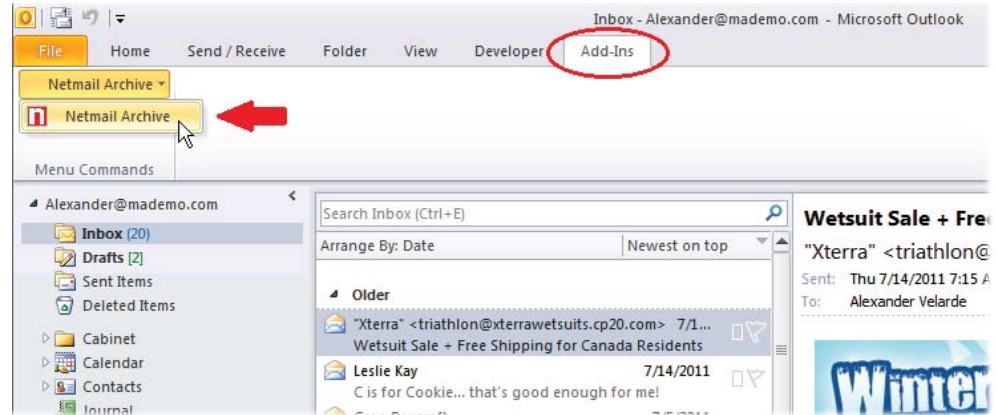 Inbox - Alexander@mademo.com - Microsoft Outlook
File Home Send / Receive Folder View Developer Add-Ins
Netmail Archive
Netmail Archive
Menu Commands
Alexander@mademo.com
Inbox (20)
Drafts [2]
Sent Items
Deleted Items
Cabinet
Calendar
Contacts
Journal
Search Inbox (Ctrl+E)
Arrange By: Date Newest on top
Older
"Xterra" <triathlon@xterrawetsuits.cp20.com> 7/1...
Wetsuit Sale + Free Shipping for Canada Residents
Leslie Kay 7/14/2011
C is for Cookie... that's good enough for me!
Wetsuit Sale + Fre
"Xterra" <triathlon@
Sent: Thu 7/14/2011 7:15 A
To: Alexander Velarde
Winter